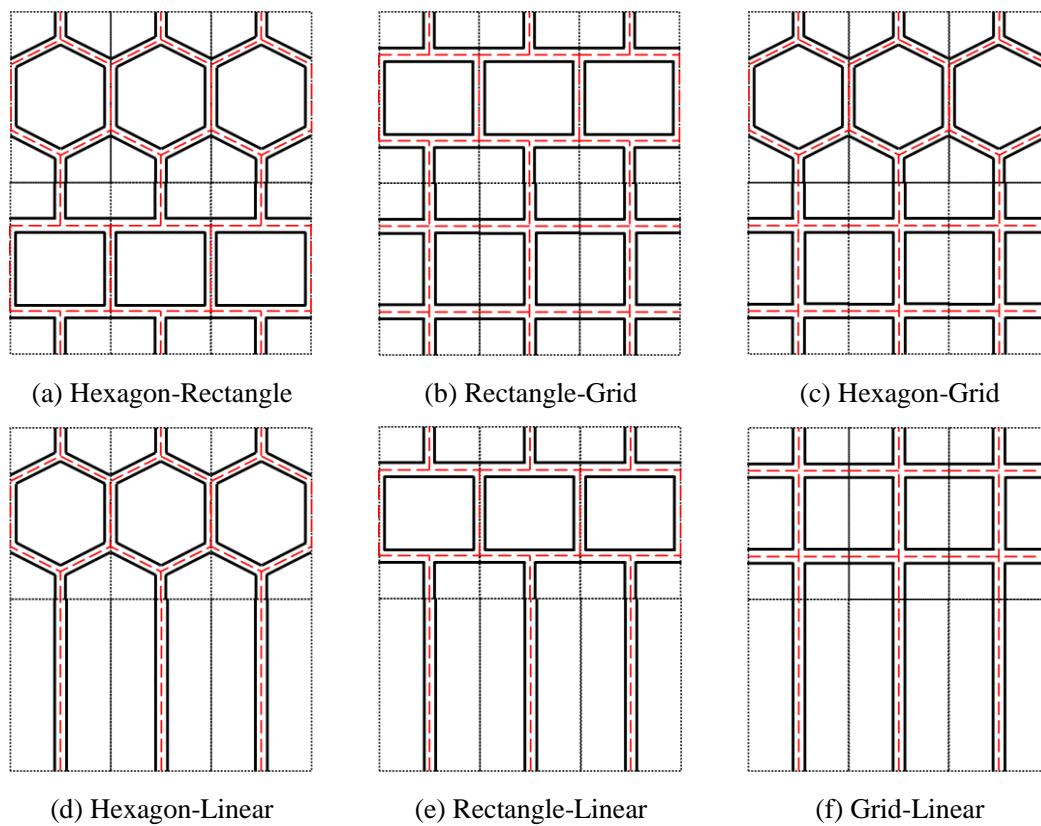 (a) Hexagon-Rectangle
(b) Rectangle-Grid
(c) Hexagon-Grid
(d) Hexagon-Linear
(e) Rectangle-Linear
(f) Grid-Linear